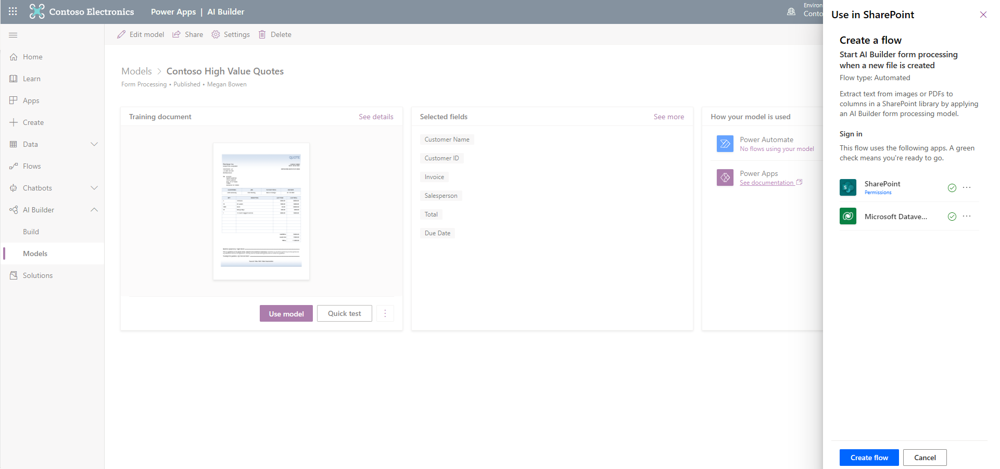 Contoso Electronics
Power Apps | AI Builder
Environ
Conto
Use in SharePoint
Edit model
Share
Settings
Delete
Home
Learn
Apps
Create
Data
Flows
Chatbots
AI Builder
Build
Models
Solutions
Models > Contoso High Value Quotes
Form Processing • Published • Megan Bowen
Training document
See details
QUOTE
Use model
Quick test
Selected fields
See more
Customer Name
Customer ID
Invoice
Salesperson
Total
Due Date
How your model is used
Power Automate
No flows using your model
Power Apps
See documentation
Create a flow
Start AI Builder form processing
when a new file is created
Flow type: Automated
Extract text from images or PDFs to
columns in a SharePoint library by applying
an AI Builder form processing model.
Sign in
This flow uses the following apps. A green
check means you're ready to go.
SharePoint
Permissions
Microsoft Datave...
Create flow
Cancel